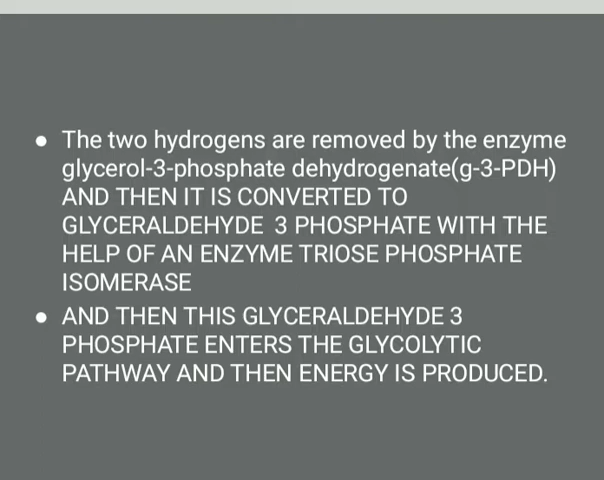 ● The two hydrogens are removed by the enzyme
glycerol-3-phosphate dehydrogenate(g-3-PDH)
AND THEN IT IS CONVERTED TO
GLYCERALDEHYDE 3 PHOSPHATE WITH THE
HELP OF AN ENZYME TRIOSE PHOSPHATE
ISOMERASE
● AND THEN THIS GLYCERALDEHYDE 3
PHOSPHATE ENTERS THE GLYCOLYTIC
PATHWAY AND THEN ENERGY IS PRODUCED.